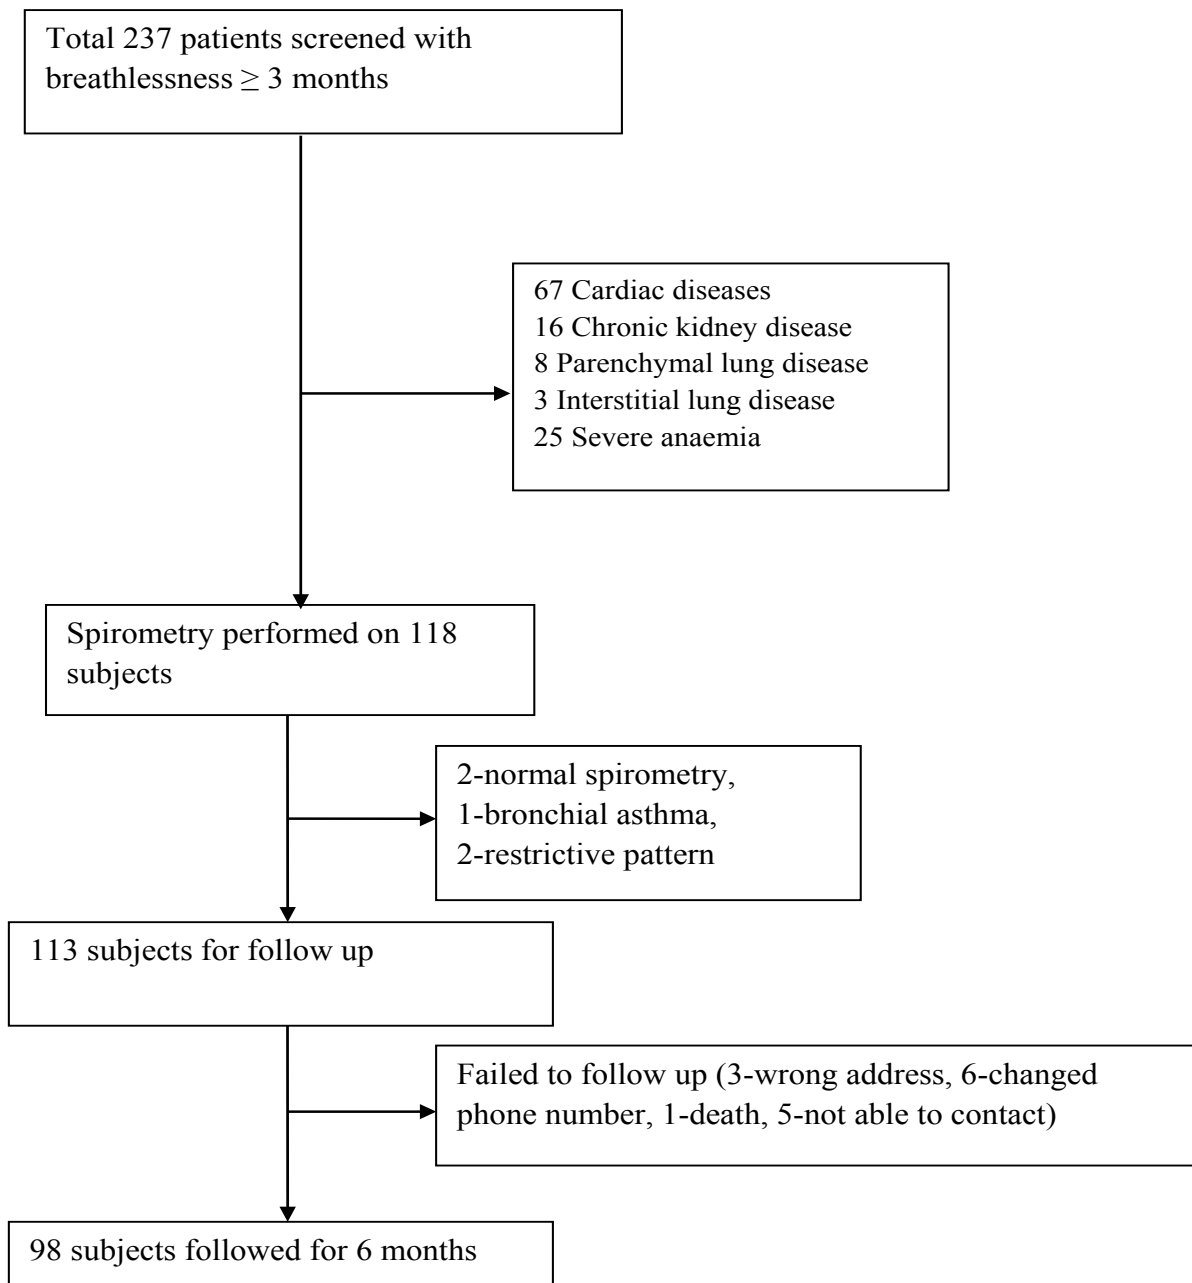 Total 237 patients screened with
breathlessness ≥ 3 months
67 Cardiac diseases
16 Chronic kidney disease
8 Parenchymal lung disease
3 Interstitial lung disease
25 Severe anaemia
Spirometry performed on 118
subjects
2-normal spirometry,
1-bronchial asthma,
2-restrictive pattern
113 subjects for follow up
Failed to follow up (3-wrong address, 6-changed
phone number, 1-death, 5-not able to contact)
98 subjects followed for 6 months